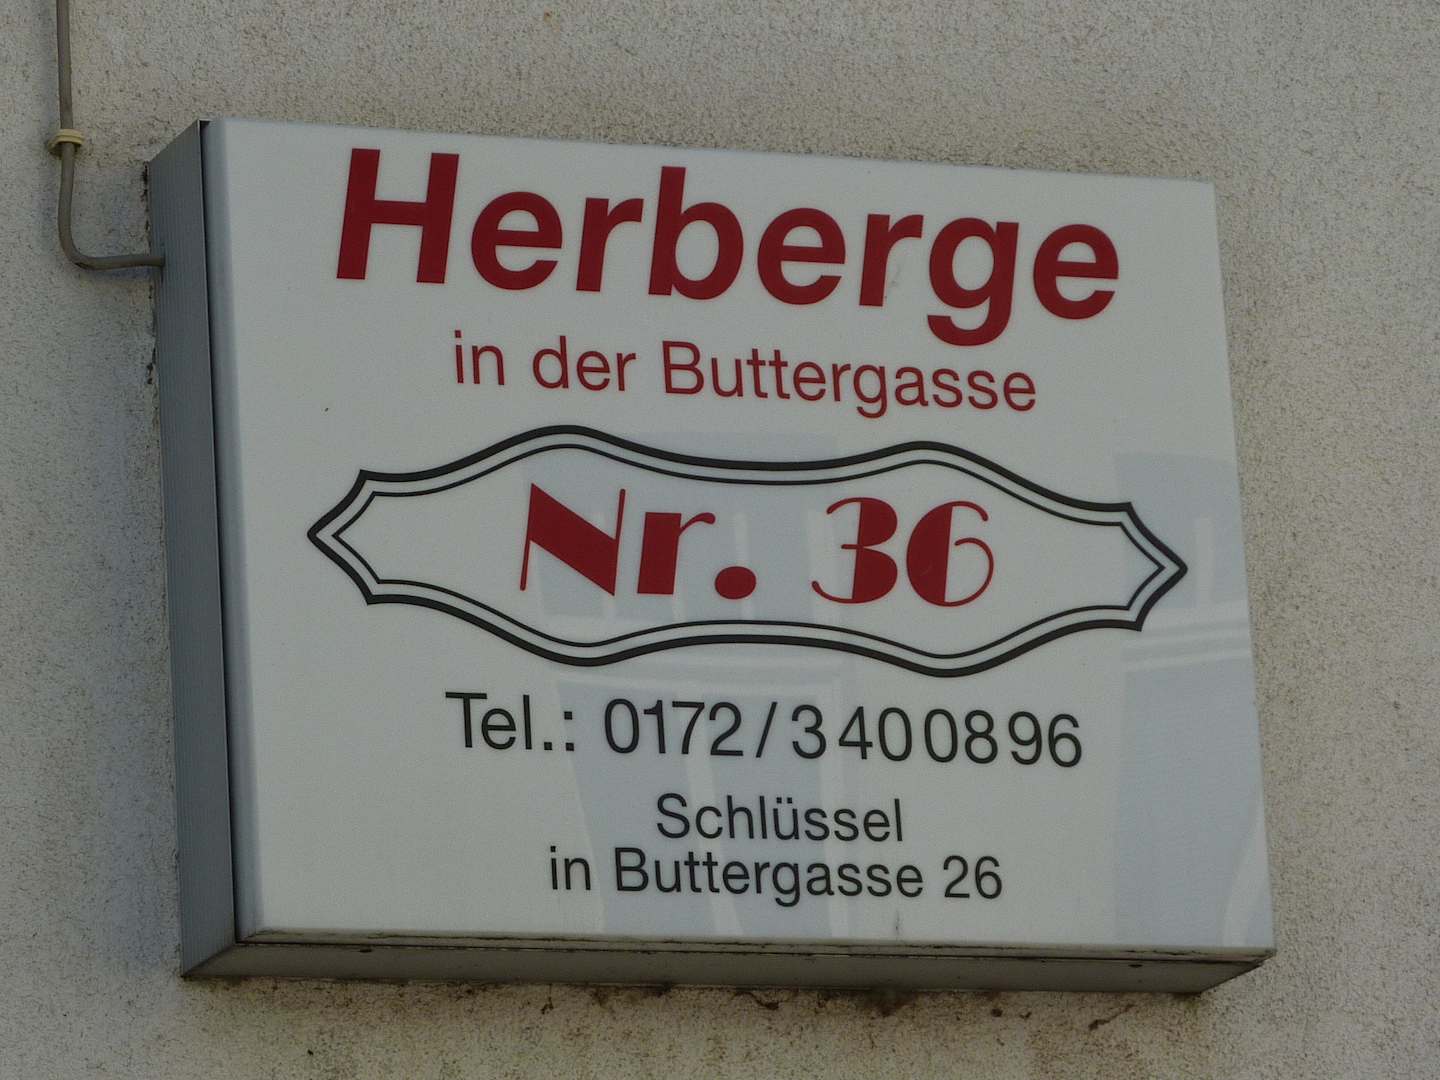 Herberge
in der Buttergasse
Nr. 36
Tel.: 0172/3400896
Schlüssel
in Buttergasse 26